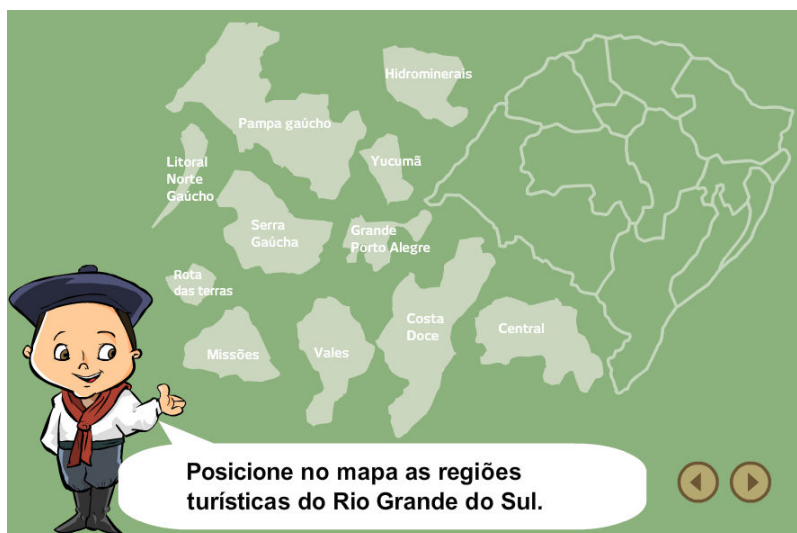 Hidrominerais
Pampa gaúcho
Litoral
Norte
Gaúcho
Yucumã
Serra
Gaúcha
Grande
Porto Alegre
Rota
das terras
Missões
Vales
Costa
Doce
Central
Posicione no mapa as regiões
turísticas do Rio Grande do Sul.